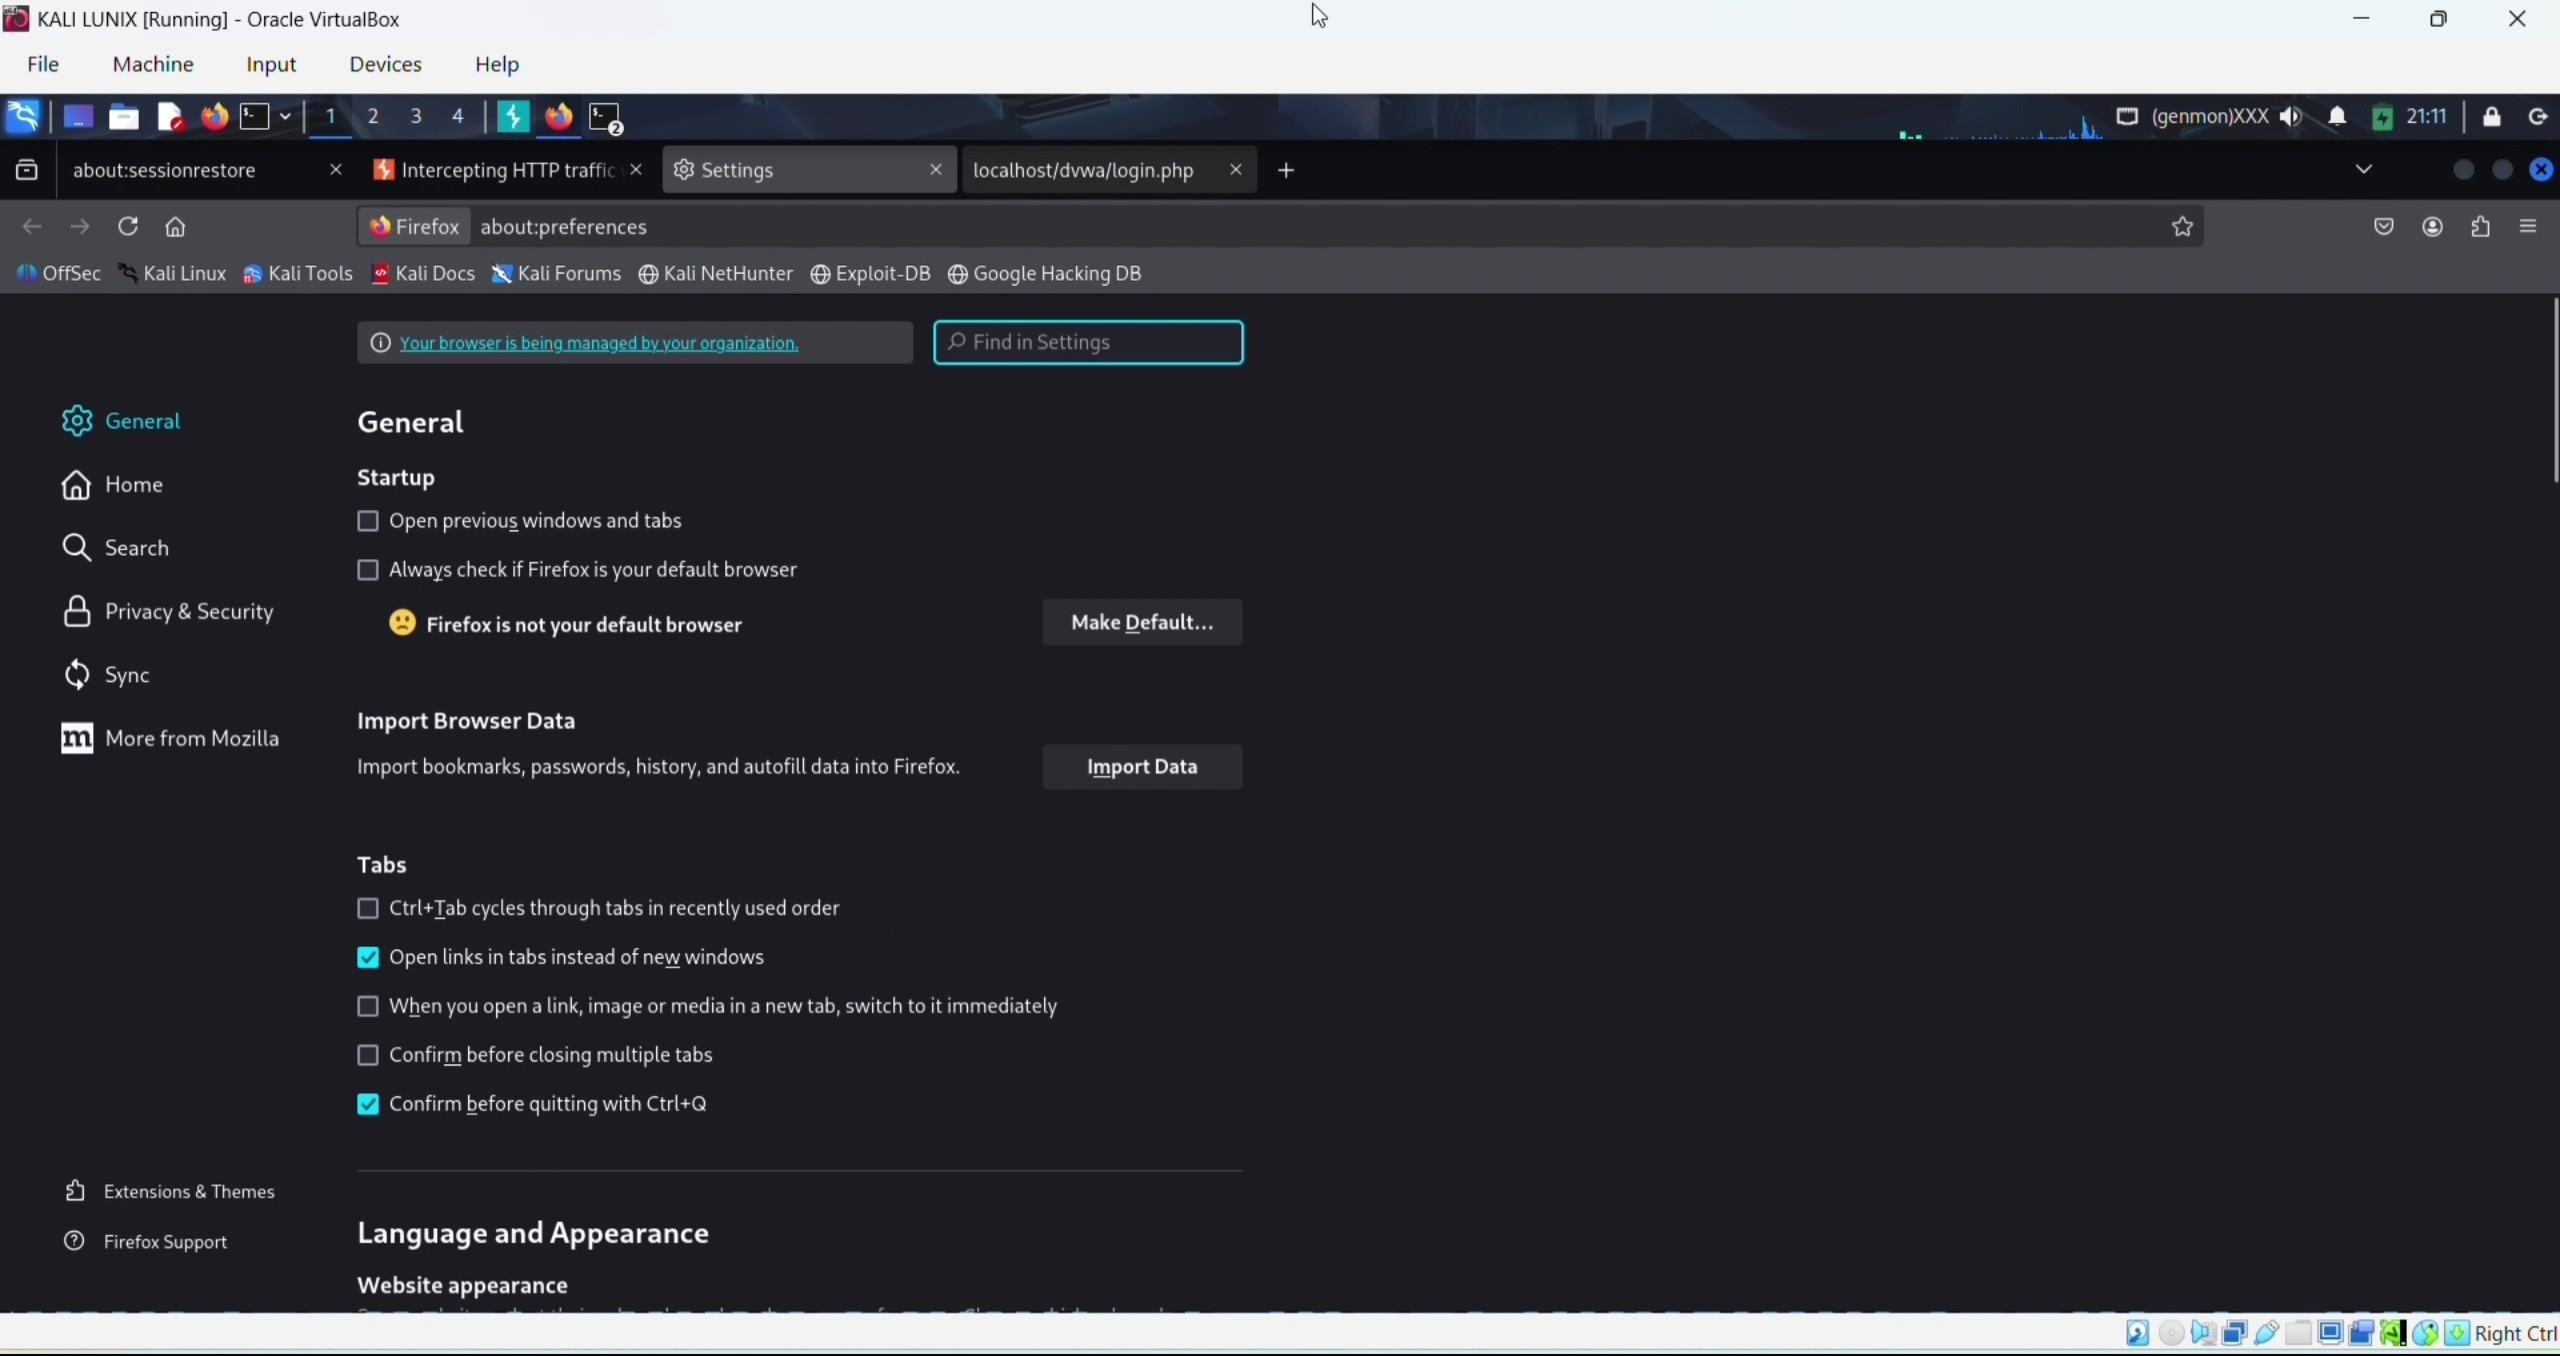 KALI LUNIX [Running] - Oracle VirtualBox
File Machine Input Devices Help
1 2 3 4 2 (genmon)XXX 21:11
about:sessionrestore Intercepting HTTP traffic Settings localhost/dvwa/login.php
Firefox about:preferences
OffSec Kali Linux Kali Tools Kali Docs Kali Forums Kali NetHunter Exploit-DB Google Hacking DB
Your browser is being managed by your organization. Find in Settings
General
Home
Search
Privacy & Security
Sync
More from Mozilla
Extensions & Themes
Firefox Support
General
Startup
Open previous windows and tabs
Always check if Firefox is your default browser
Firefox is not your default browser Make Default...
Import Browser Data
Import bookmarks, passwords, history, and autofill data into Firefox. Import Data
Tabs
Ctrl+Tab cycles through tabs in recently used order
Open links in tabs instead of new windows
When you open a link, image or media in a new tab, switch to it immediately
Confirm before closing multiple tabs
Confirm before quitting with Ctrl+Q
Language and Appearance
Website appearance
Right Ctrl